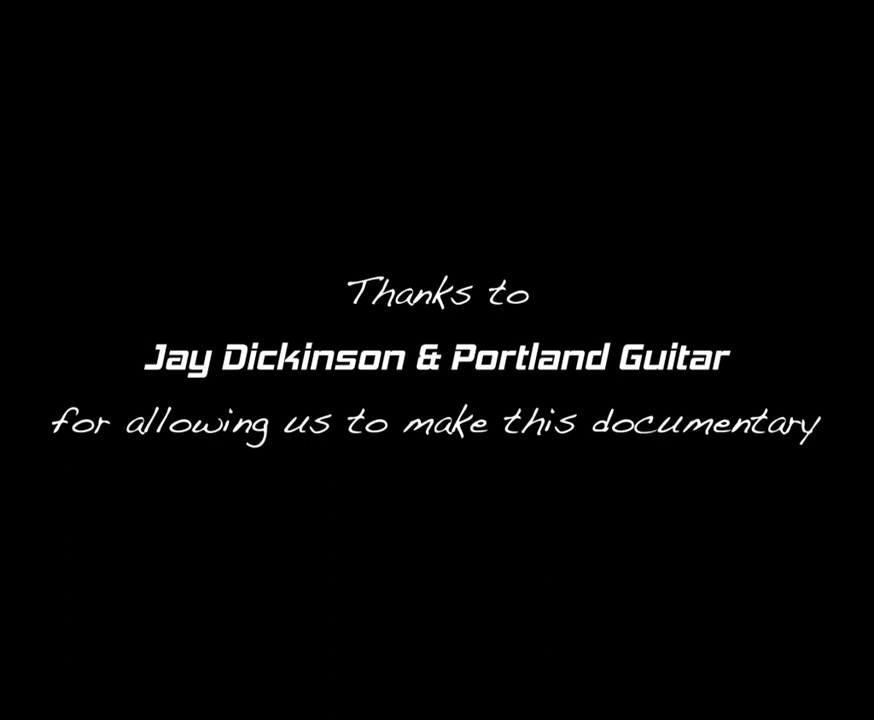 Thanks to
Jay Dickinson & Portland Guitar
for allowing us to make this documentary